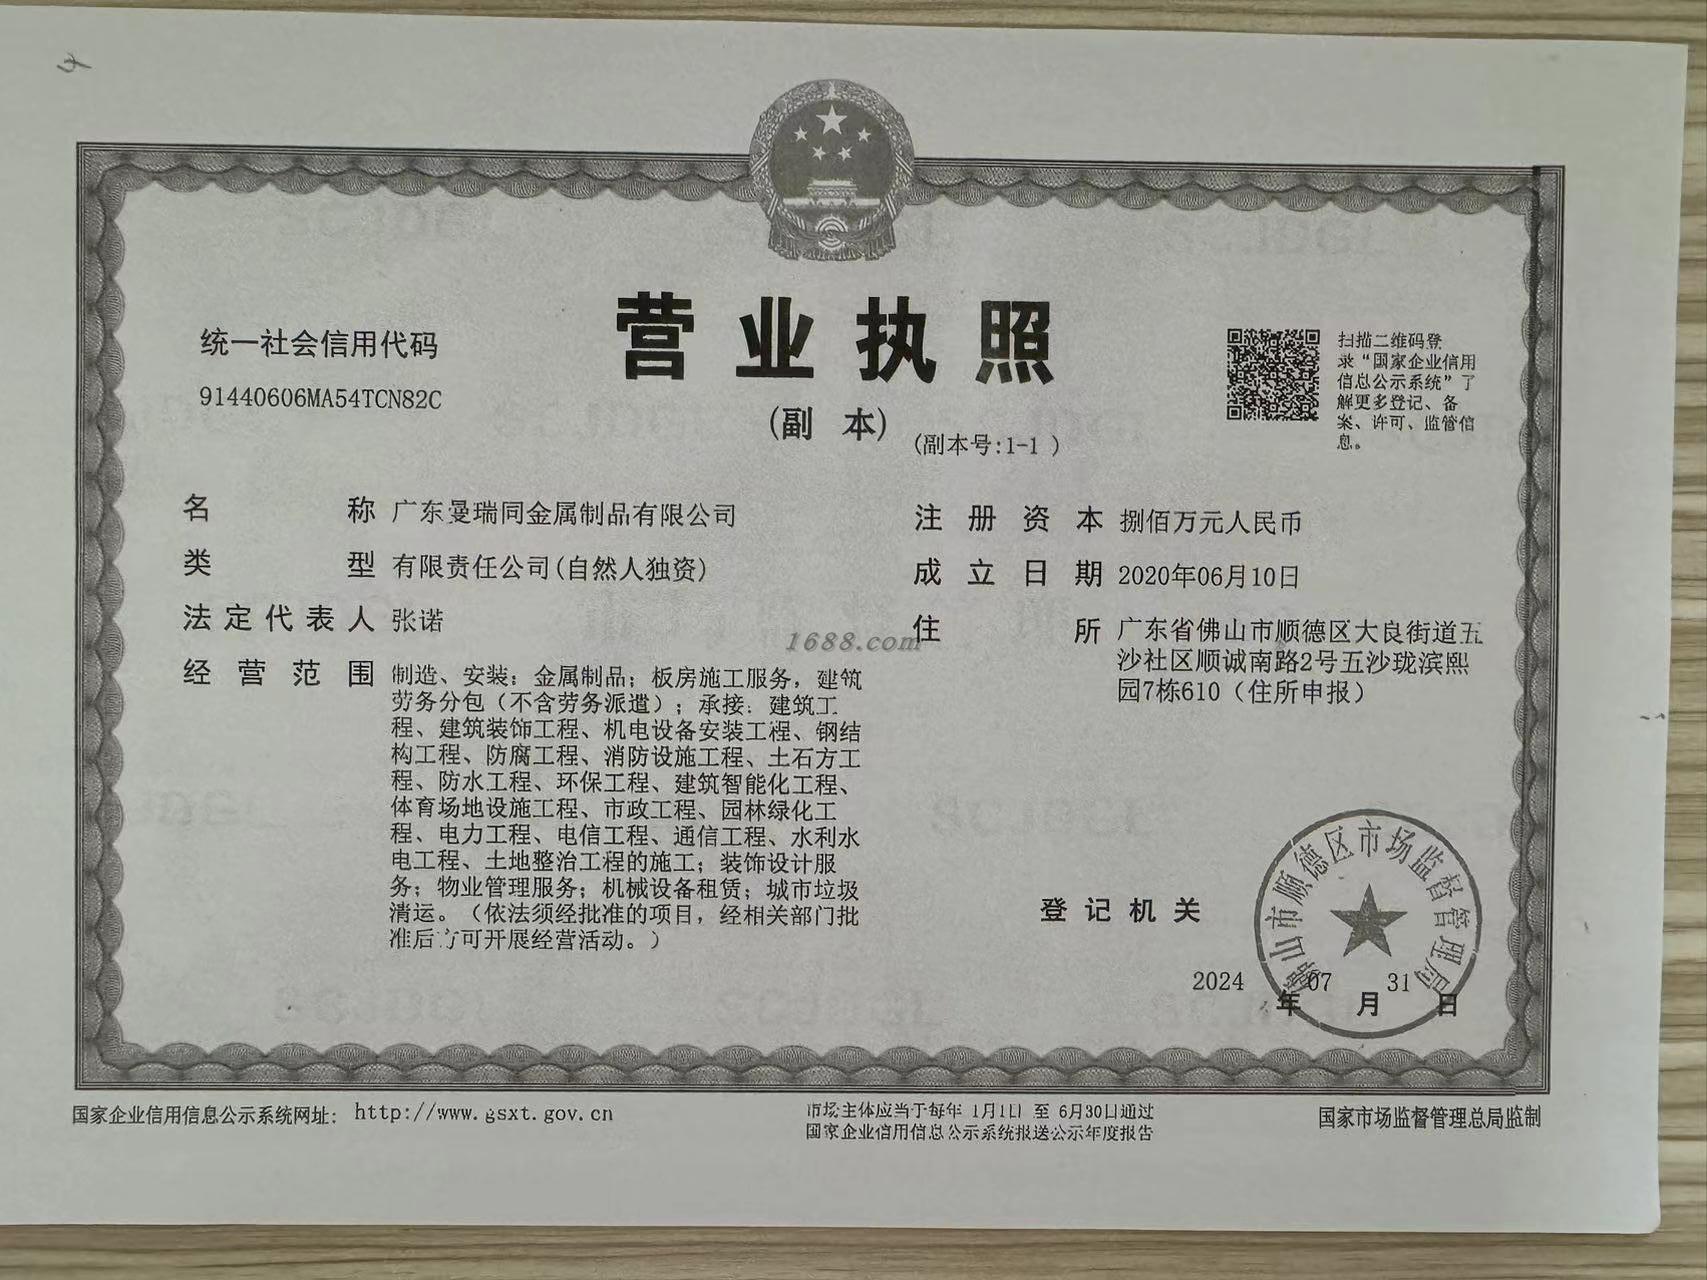 营业执照
(副 本)
(副本号:1-1 )
统一社会信用代码
91440606MA54TCN82C
扫描二维码登
录“国家企业信用
信息公示系统”了
解更多登记、备
案、许可、监管信
息。
名 称 广东曼瑞同金属制品有限公司
类 型 有限责任公司(自然人独资)
法定代表人 张诺
经营范围 制造、安装：金属制品；板房施工服务，建筑
劳务分包（不含劳务派遣）；承接：建筑工
程、建筑装饰工程、机电设备安装工程、钢结
构工程、防腐工程、消防设施工程、土石方工
程、防水工程、环保工程、建筑智能化工程、
体育场地设施工程、市政工程、园林绿化工
程、电力工程、电信工程、通信工程、水利水
电工程、土地整治工程的施工；装饰设计服
务；物业管理服务；机械设备租赁；城市垃圾
清运。（依法须经批准的项目，经相关部门批
准后方可开展经营活动。）
注册资本 捌佰万元人民币
成立日期 2020年06月10日
住 所 广东省佛山市顺德区大良街道五
沙社区顺诚南路2号五沙珑滨熙
园7栋610（住所申报）
1688.com
登记机关
佛山市顺德区市场监督管理局
2024 年 07 月 31 日
国家企业信用信息公示系统网址： http://www.gsxt.gov.cn
市场主体应当于每年 1月1日 至 6月30日通过
国家企业信用信息公示系统报送公示年度报告
国家市场监督管理总局监制